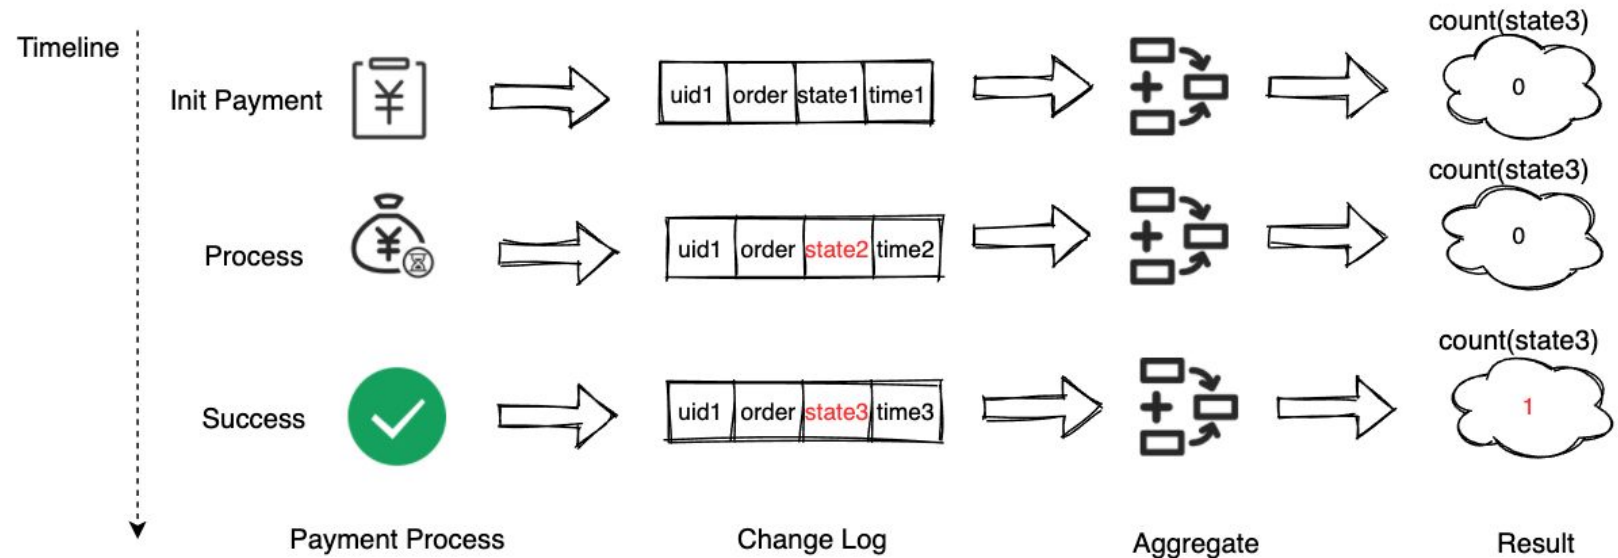 Timeline
count(state3)
Init Payment
¥
uid1 order state1 time1
0
count(state3)
Process
¥
uid1 order state2 time2
0
count(state3)
Success
uid1 order state3 time3
1
Payment Process
Change Log
Aggregate
Result